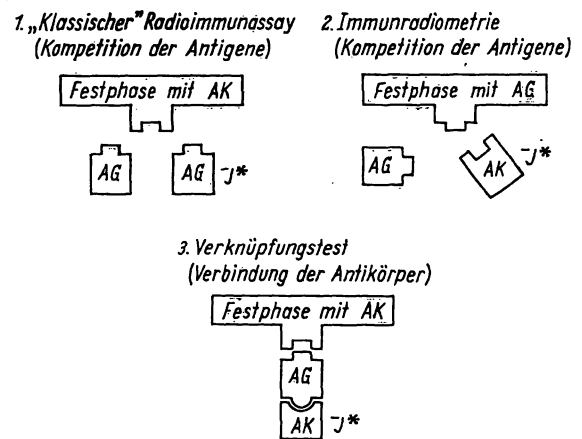 1. „Klassischer” Radioimmunassay
(Kompetition der Antigene)
Festphase mit AK
AG
AG
-J*
2. Immunradiometrie
(Kompetition der Antigene)
Festphase mit AG
AG
AK
-J*
3. Verknüpfungstest
(Verbindung der Antikörper)
Festphase mit AK
AG
AK
-J*